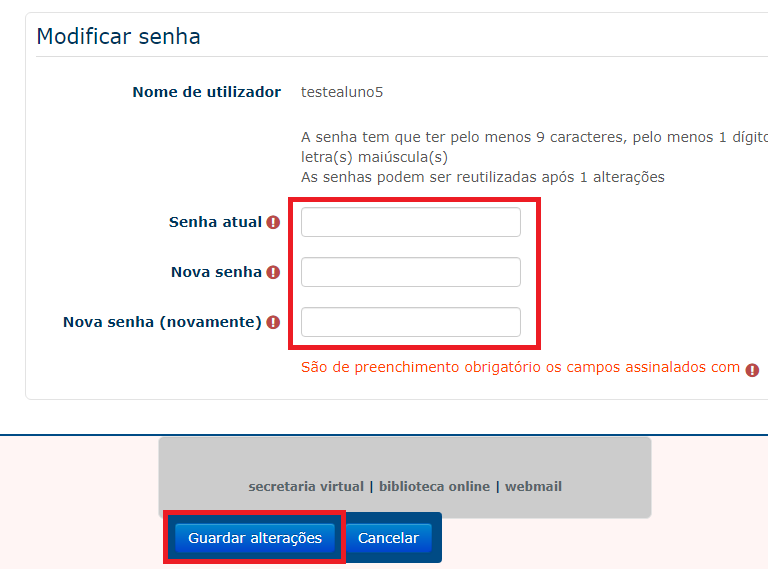 Modificar senha
Nome de utilizador testealuno5
A senha tem que ter pelo menos 9 caracteres, pelo menos 1 dígito
letra(s) maiúscula(s)
As senhas podem ser reutilizadas após 1 alterações
Senha atual
Nova senha
Nova senha (novamente)
São de preenchimento obrigatório os campos assinalados com
secretaria virtual | biblioteca online | webmail
Guardar alterações Cancelar